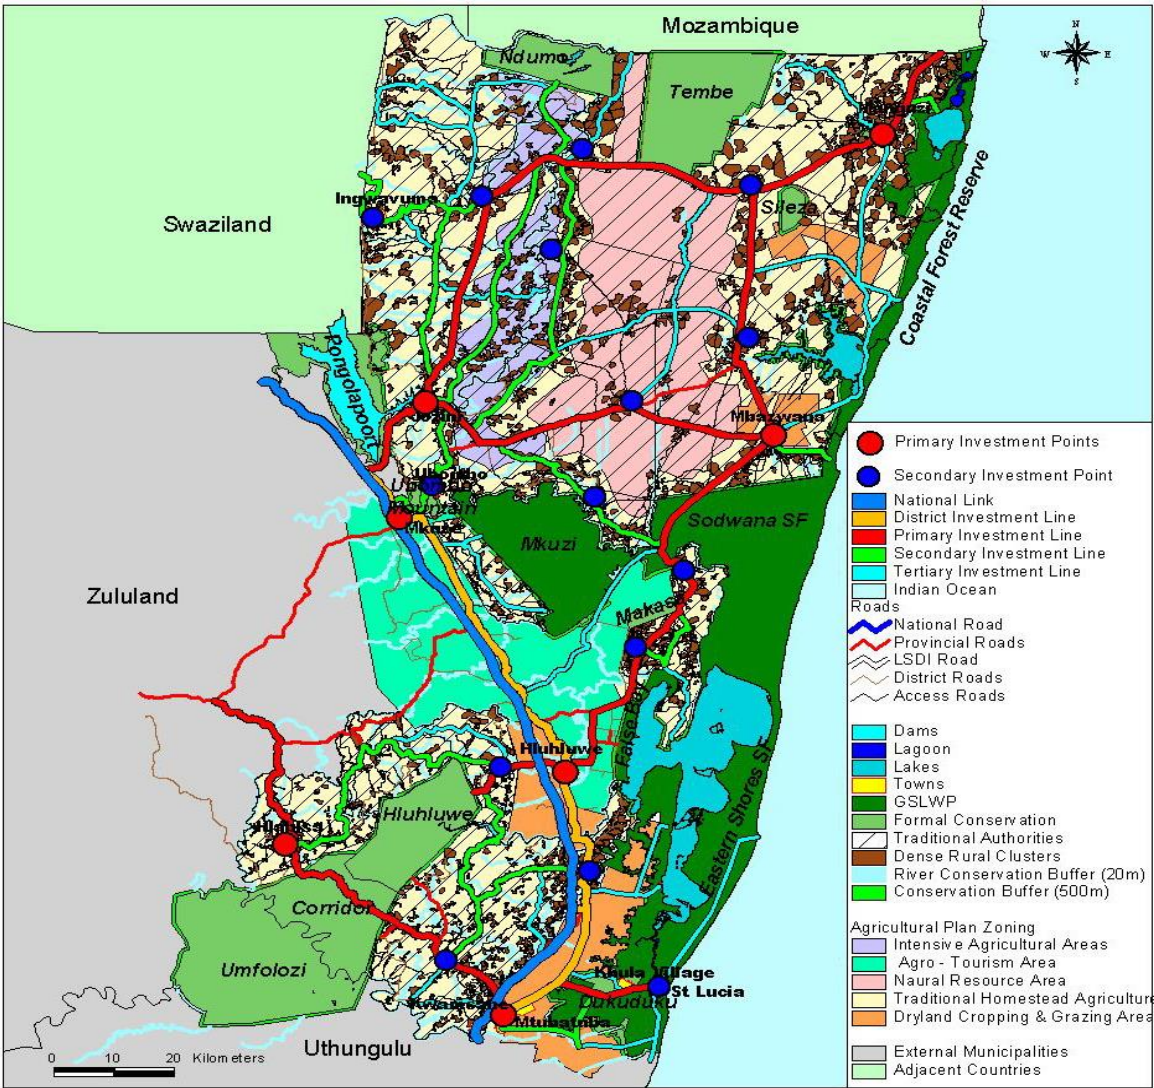 Mozambique
N
W E
S
Ndumo
Tembe
Ingwavuma
Sileza
Swaziland
Coastal Forest Reserve
Pongolapoort
Jozini
Mbazwana
Mountain
Mkuze
Mkuzi
Sodwana SF
Zululand
Makasa
False Bay
Hluhluwe
Eastern Shores SF
Hluhluwe
Hlabisa
Corridor
Umfolozi
Khula Village
St Lucia
Dukuduku
Mtubatuba
Uthungulu
0 10 20 Kilometers
Primary Investment Points
Secondary Investment Point
National Link
District Investment Line
Primary Investment Line
Secondary Investment Line
Tertiary Investment Line
Indian Ocean
Roads
National Road
Provincial Roads
LSDI Road
District Roads
Access Roads
Dams
Lagoon
Lakes
Towns
GSLWP
Formal Conservation
Traditional Authorities
Dense Rural Clusters
River Conservation Buffer (20m)
Conservation Buffer (500m)
Agricultural Plan Zoning
Intensive Agricultural Areas
Agro - Tourism Area
Naural Resource Area
Traditional Homestead Agriculture
Dryland Cropping & Grazing Area
External Municipalities
Adjacent Countries